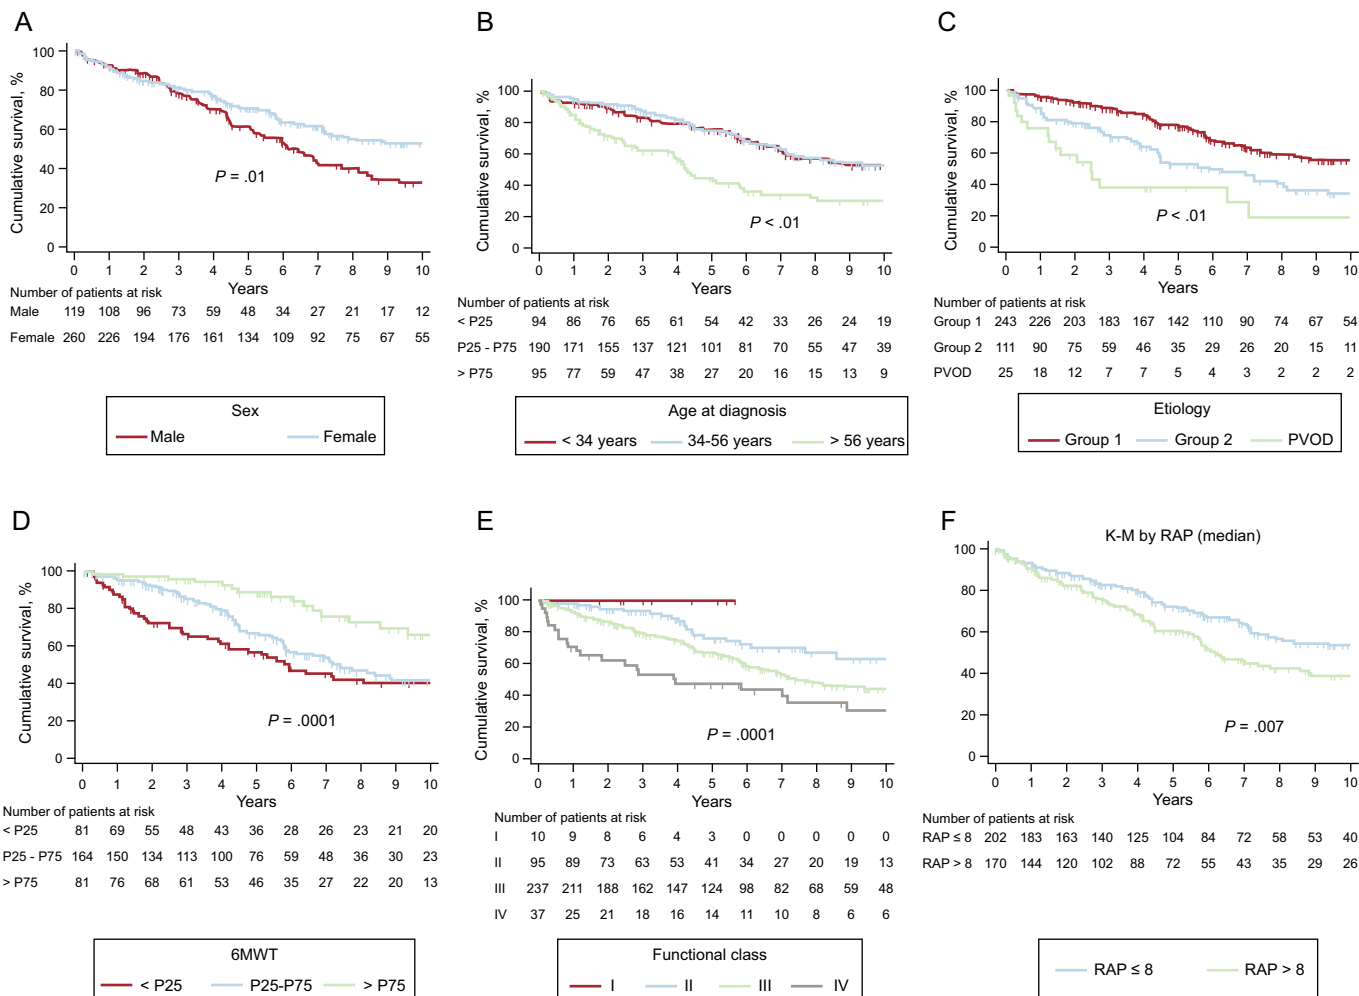 A
Cumulative survival, %
100
80
60
40
20
0
P = .01
0 1 2 3 4 5 6 7 8 9 10
Years
Number of patients at risk
Male 119 108 96 73 59 48 34 27 21 17 12
Female 260 226 194 176 161 134 109 92 75 67 55
Sex
Male Female
B
Cumulative survival, %
100
80
60
40
20
0
P < .01
0 1 2 3 4 5 6 7 8 9 10
Years
Number of patients at risk
< P25 94 86 76 65 61 54 42 33 26 24 19
P25 - P75 190 171 155 137 121 101 81 70 55 47 39
> P75 95 77 59 47 38 27 20 16 15 13 9
Age at diagnosis
< 34 years 34-56 years > 56 years
C
Cumulative survival, %
100
80
60
40
20
0
P < .01
0 1 2 3 4 5 6 7 8 9 10
Years
Number of patients at risk
Group 1 243 226 203 183 167 142 110 90 74 67 54
Group 2 111 90 75 59 46 35 29 26 20 15 11
PVOD 25 18 12 7 7 5 4 3 2 2 2
Etiology
Group 1 Group 2 PVOD
D
Cumulative survival, %
100
80
60
40
20
0
P = .0001
0 1 2 3 4 5 6 7 8 9 10
Years
Number of patients at risk
< P25 81 69 55 48 43 36 28 26 23 21 20
P25 - P75 164 150 134 113 100 76 59 48 36 30 23
> P75 81 76 68 61 53 46 35 27 22 20 13
6MWT
< P25 P25-P75 > P75
E
Cumulative survival, %
100
80
60
40
20
0
P = .0001
0 1 2 3 4 5 6 7 8 9 10
Years
Number of patients at risk
I 10 9 8 6 4 3 0 0 0 0 0
II 95 89 73 63 53 41 34 27 20 19 13
III 237 211 188 162 147 124 98 82 68 59 48
IV 37 25 21 18 16 14 11 10 8 6 6
Functional class
I II III IV
F
K-M by RAP (median)
100
80
60
40
20
0
P = .007
0 1 2 3 4 5 6 7 8 9 10
Years
Number of patients at risk
RAP ≤ 8 202 183 163 140 125 104 84 72 58 53 40
RAP > 8 170 144 120 102 88 72 55 43 35 29 26
RAP ≤ 8 RAP > 8